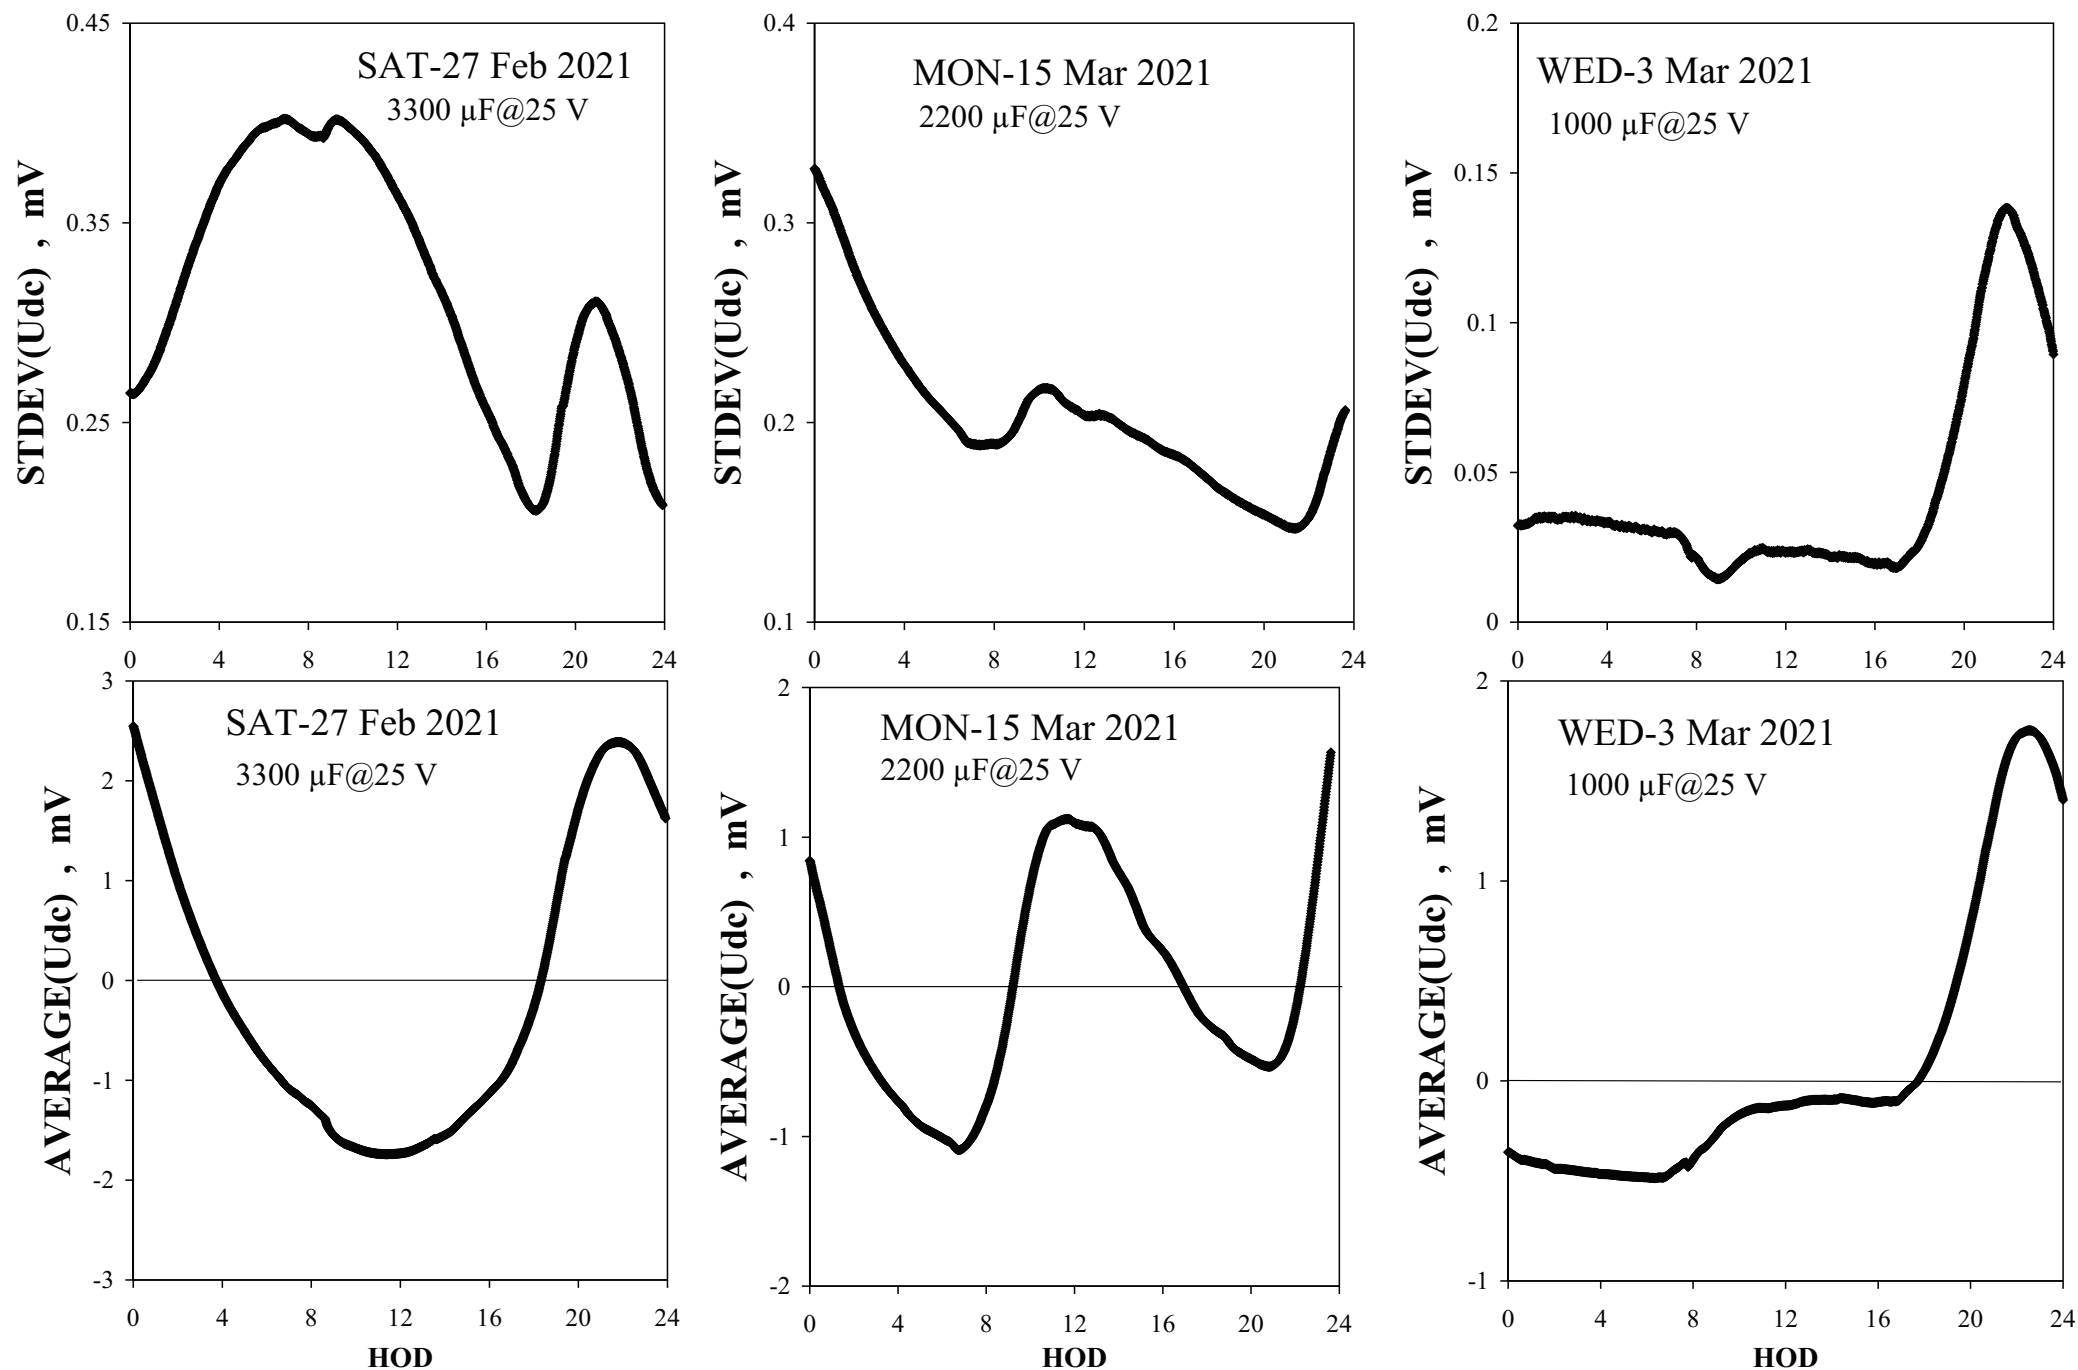 STDEV(Udc) , mV
0.45
0.35
0.25
0.15
SAT-27 Feb 2021
3300 µF@25 V
0 4 8 12 16 20 24
STDEV(Udc) , mV
0.4
0.3
0.2
0.1
MON-15 Mar 2021
2200 µF@25 V
0 4 8 12 16 20 24
STDEV(Udc) , mV
0.2
0.15
0.1
0.05
0
WED-3 Mar 2021
1000 µF@25 V
0 4 8 12 16 20 24
AVERAGE(Udc) , mV
3
2
1
0
-1
-2
-3
SAT-27 Feb 2021
3300 µF@25 V
0 4 8 12 16 20 24
HOD
AVERAGE(Udc) , mV
2
1
0
-1
-2
MON-15 Mar 2021
2200 µF@25 V
0 4 8 12 16 20 24
HOD
AVERAGE(Udc) , mV
2
1
0
-1
WED-3 Mar 2021
1000 µF@25 V
0 4 8 12 16 20 24
HOD